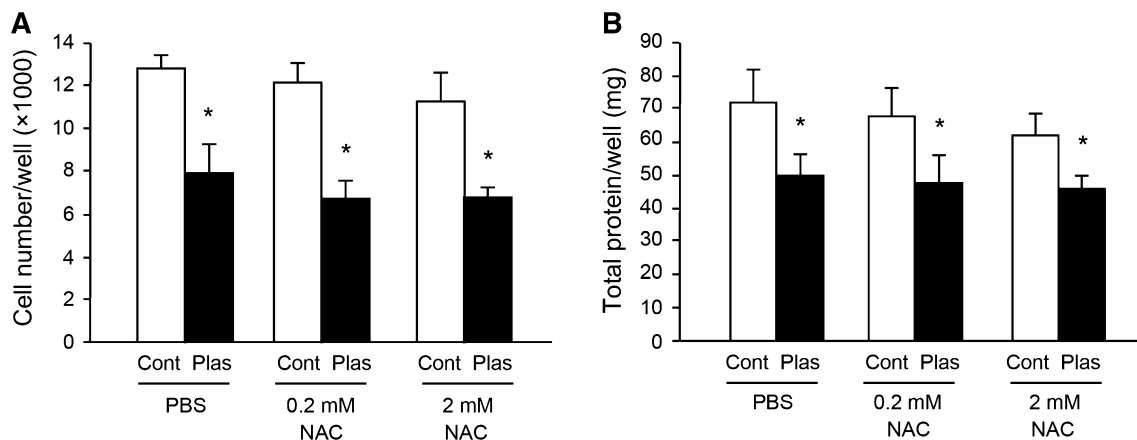 A
Cell number/well (×1000)
14
12
10
8
6
4
2
0
*
*
*
Cont Plas
Cont Plas
Cont Plas
PBS
0.2 mM
NAC
2 mM
NAC
B
Total protein/well (mg)
90
80
70
60
50
40
30
20
10
0
*
*
*
Cont Plas
Cont Plas
Cont Plas
PBS
0.2 mM
NAC
2 mM
NAC